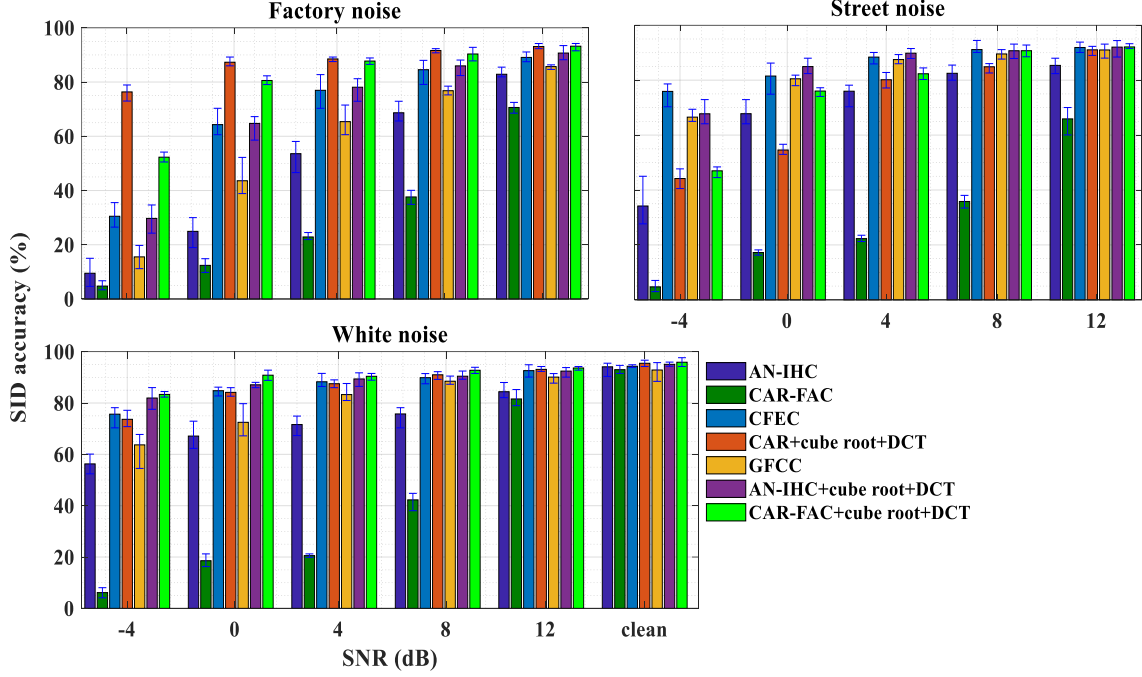 Factory noise
Street noise
100
80
60
40
20
0
-4 0 4 8 12
White noise
100
80
60
40
20
0
-4 0 4 8 12 clean
SNR (dB)
SID accuracy (%)
AN-IHC
CAR-FAC
CFEC
CAR+cube root+DCT
GFCC
AN-IHC+cube root+DCT
CAR-FAC+cube root+DCT